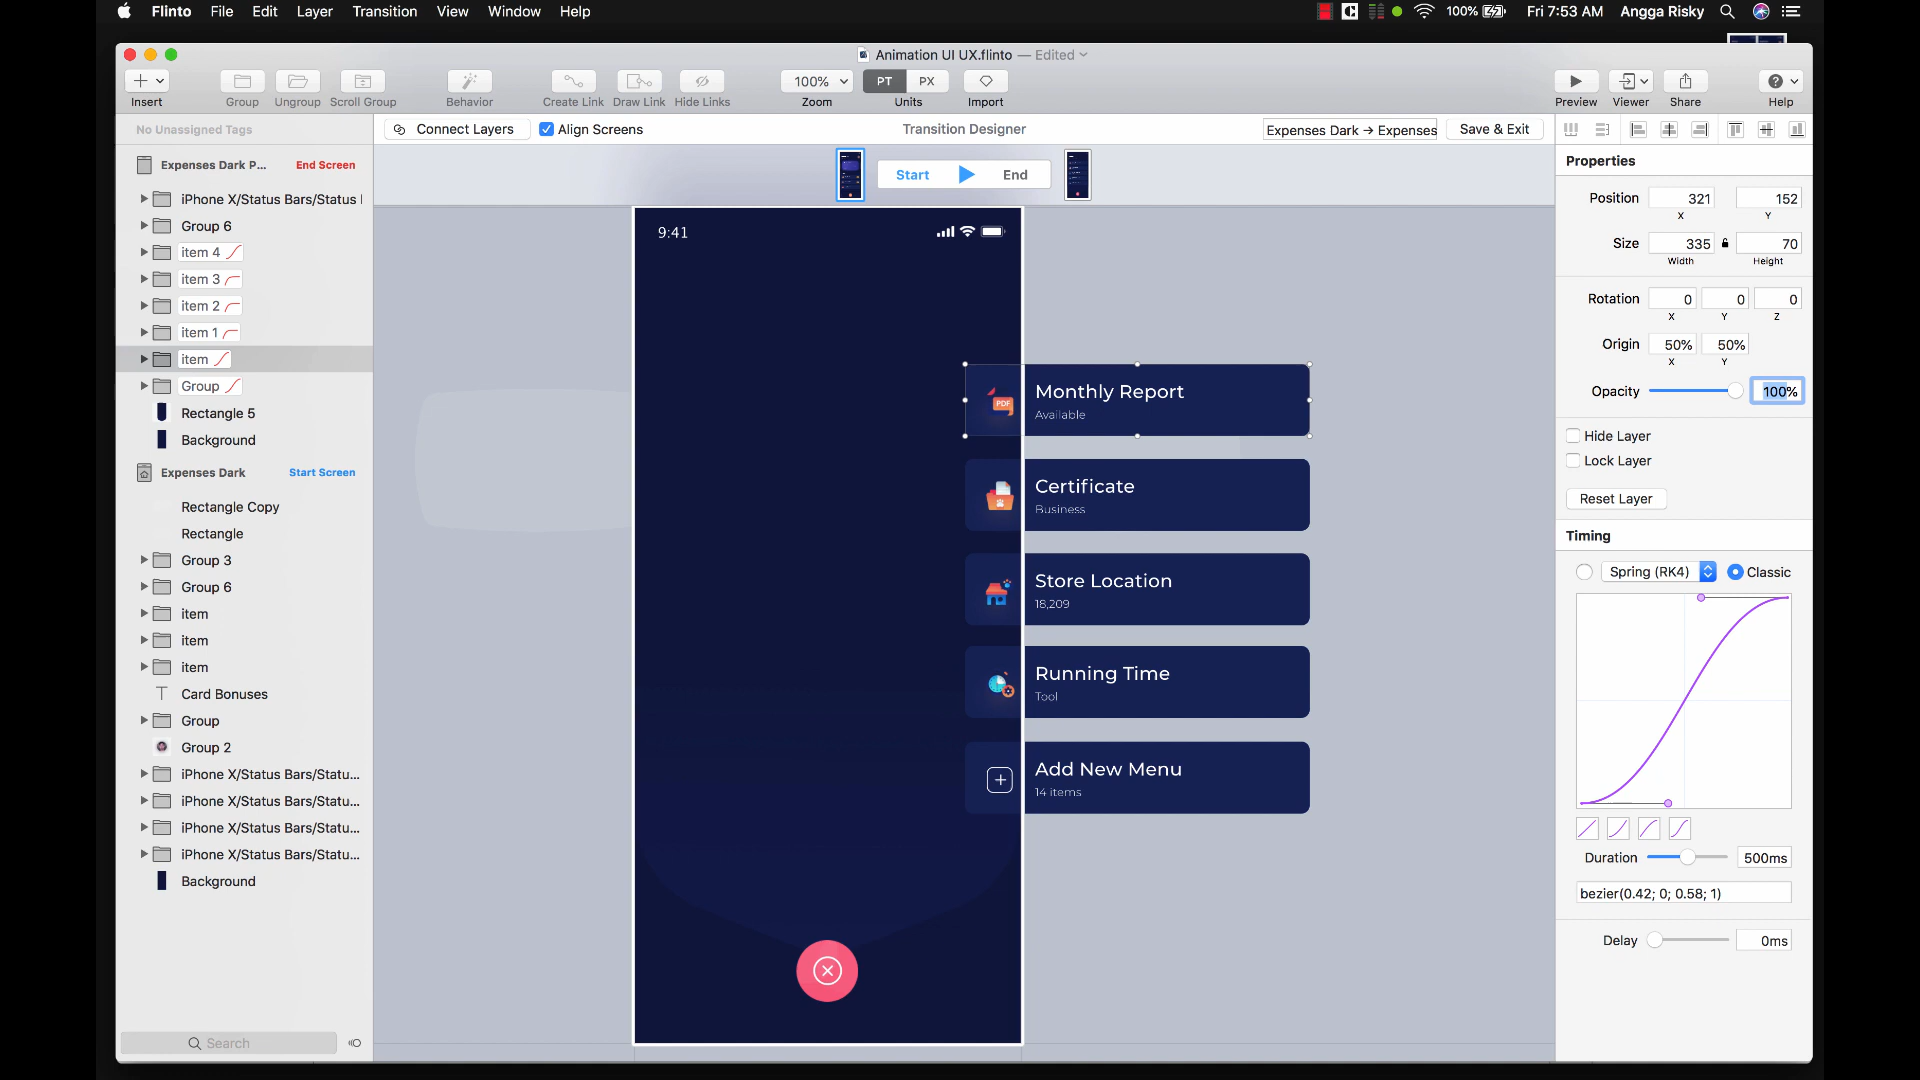 Flinto File Edit Layer Transition View Window Help
100% Fri 7:53 AM Angga Risky
Animation UI UX.flinto — Edited
Insert Group Ungroup Scroll Group Behavior Create Link Draw Link Hide Links 100% Zoom PT PX Units Import Preview Viewer Share Help
No Unassigned Tags
Connect Layers Align Screens Transition Designer Expenses Dark → Expenses Save & Exit
Start End
Expenses Dark P... End Screen
iPhone X/Status Bars/Status
Group 6
item 4
item 3
item 2
item 1
item
Group
Rectangle 5
Background
Expenses Dark Start Screen
Rectangle Copy
Rectangle
Group 3
Group 6
item
item
item
Card Bonuses
Group
Group 2
iPhone X/Status Bars/Statu...
iPhone X/Status Bars/Statu...
iPhone X/Status Bars/Statu...
iPhone X/Status Bars/Statu...
Background
Search
9:41
PDF
Monthly Report
Available
Certificate
Business
Store Location
18,209
Running Time
Tool
Add New Menu
14 items
Properties
Position 321 152
X Y
Size 335 70
Width Height
Rotation 0 0 0
X Y Z
Origin 50% 50%
X Y
Opacity 100%
Hide Layer
Lock Layer
Reset Layer
Timing
Spring (RK4) Classic
Duration 500ms
bezier(0.42; 0; 0.58; 1)
Delay 0ms